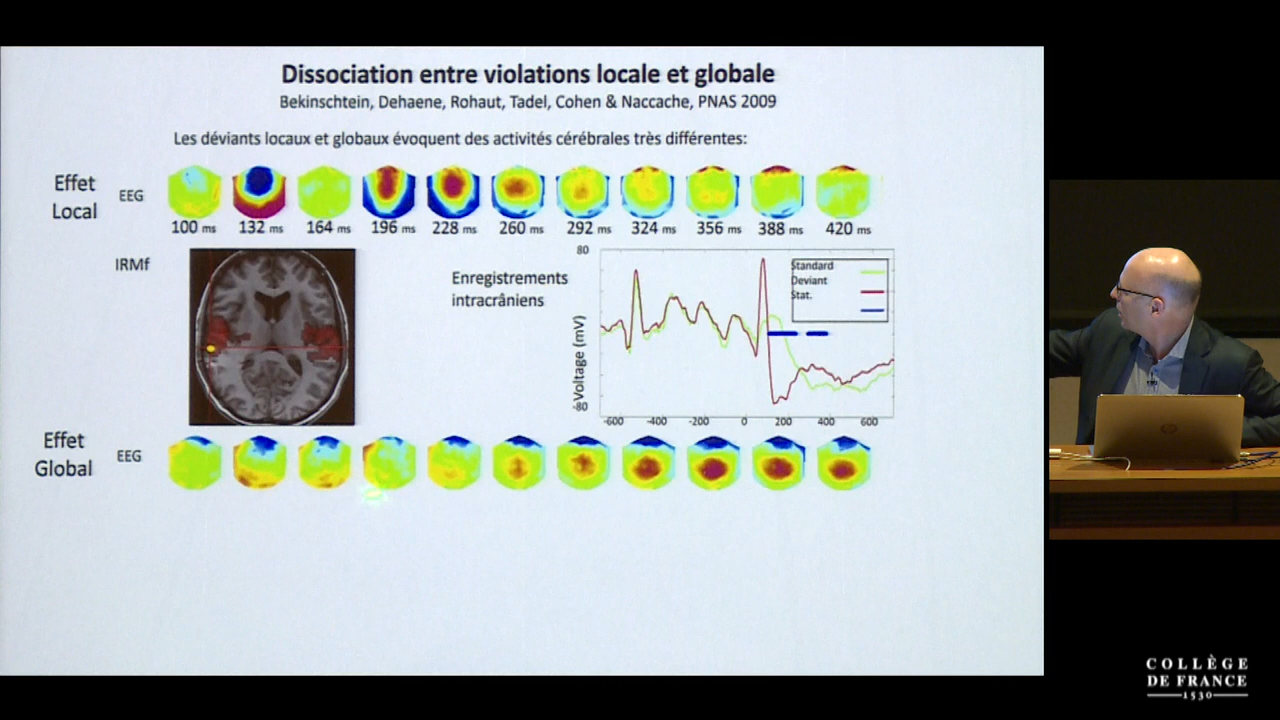 Dissociation entre violations locale et globale
Bekinschtein, Dehaene, Rohaut, Tadel, Cohen & Naccache, PNAS 2009
Les déviants locaux et globaux évoquent des activités cérébrales très différentes:
Effet
Local
EEG
100 ms 132 ms 164 ms 196 ms 228 ms 260 ms 292 ms 324 ms 356 ms 388 ms 420 ms
IRMf
Enregistrements
intracrâniens
80
Voltage (mV)
-80
Standard
Deviant
Stat.
-600 -400 -200 0 200 400 600
Effet
Global
EEG
hp
COLLÈGE
DE FRANCE
1530